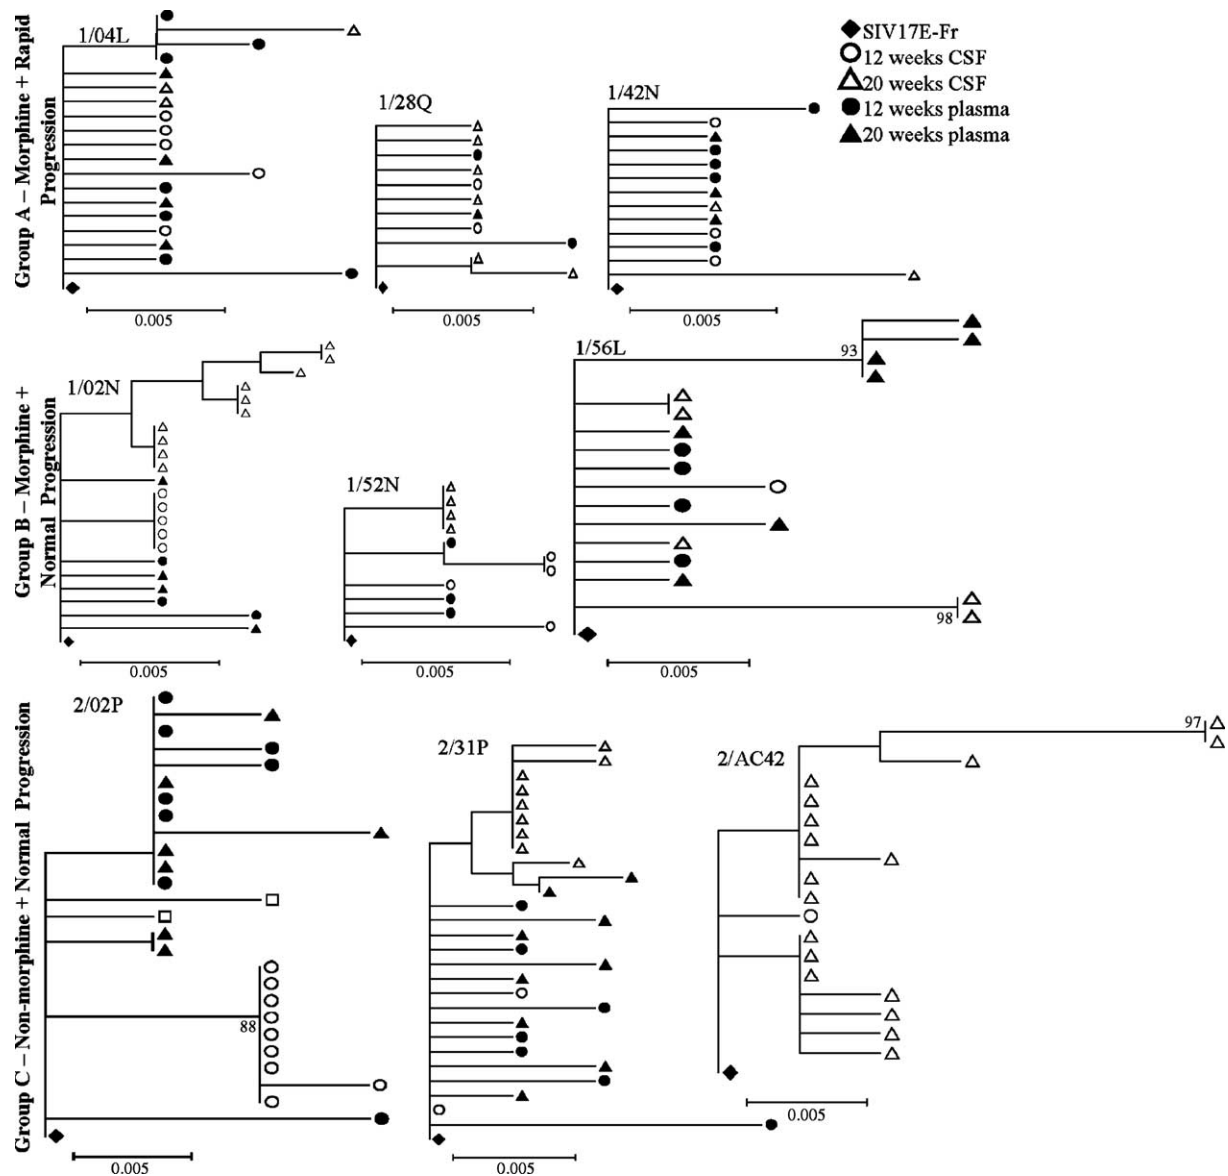 Group A – Morphine + Rapid
Progression
1/04L
0.005
1/28Q
0.005
1/42N
0.005
SIV17E-Fr
12 weeks CSF
20 weeks CSF
12 weeks plasma
20 weeks plasma
Group B – Morphine +
Normal Progression
1/02N
0.005
1/52N
0.005
1/56L
93
98
0.005
Group C – Non-morphine + Normal Progression
2/02P
88
0.005
2/31P
0.005
2/AC42
97
0.005